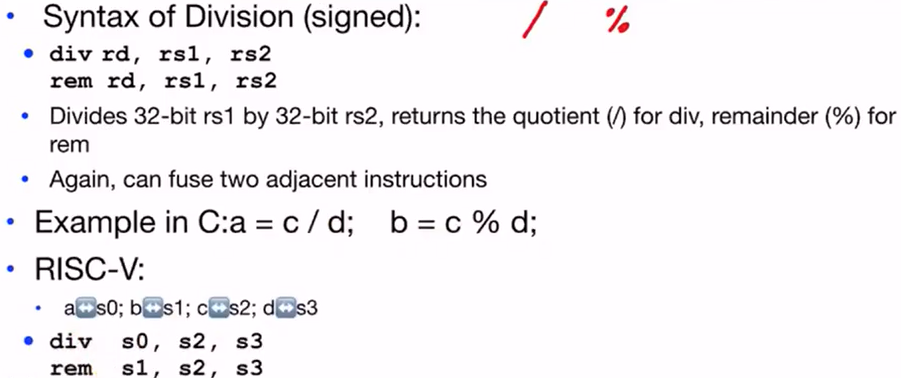 • Syntax of Division (signed): / %
• div rd, rs1, rs2
rem rd, rs1, rs2
• Divides 32-bit rs1 by 32-bit rs2, returns the quotient (/) for div, remainder (%) for
rem
• Again, can fuse two adjacent instructions
• Example in C:a = c / d; b = c % d;
• RISC-V:
• a↔️s0; b↔️s1; c↔️s2; d↔️s3
• div s0, s2, s3
rem s1, s2, s3